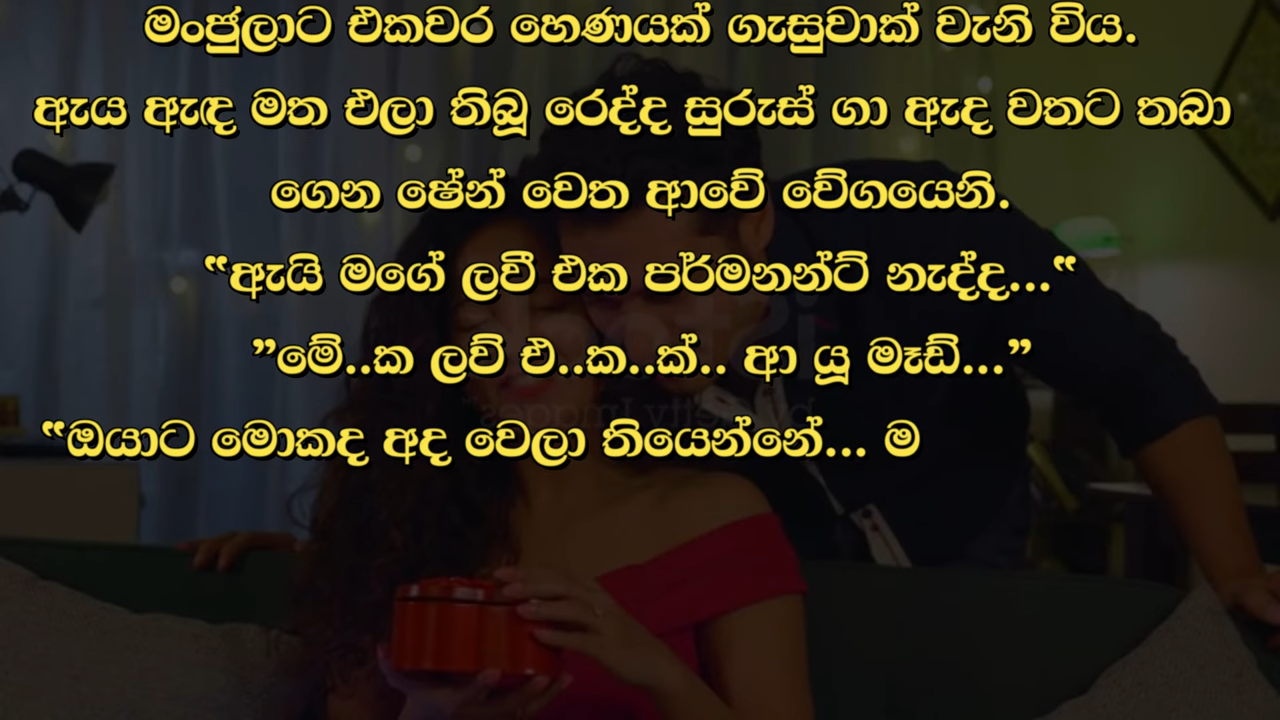 මංජුලාට එකවර හෙණයක් ගැසුවාක් වැනි විය.
ඇය ඇඳ මත එලා තිබූ රෙද්ද සුරුස් ගා ඇද වතට තබා
ගෙන ෂේන් වෙත ආවේ වේගයෙනි.
“ඇයි මගේ ලවී එක පර්මනන්ට් නැද්ද...“
”මේ..ක ලව් එ..ක..ක්.. ආ යූ මෑඩ්...”
“ඔයාට මොකද අද වෙලා තියෙන්නේ... ම